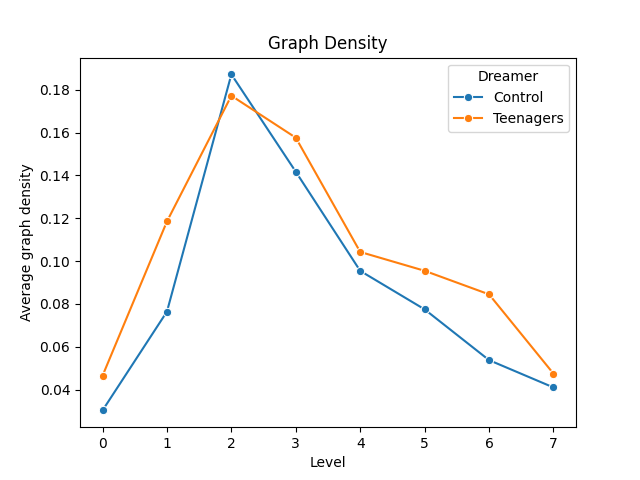 Graph Density
Dreamer
Control
Teenagers
Average graph density
0.18
0.16
0.14
0.12
0.10
0.08
0.06
0.04
0 1 2 3 4 5 6 7
Level